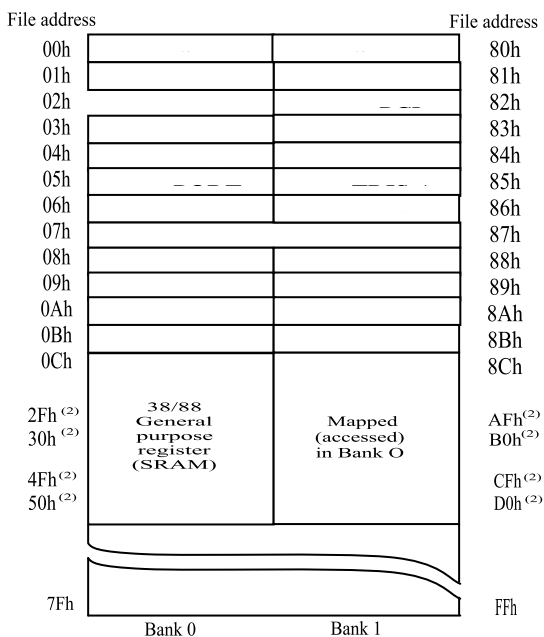 File address
File address
00h
80h
01h
81h
02h
82h
03h
83h
04h
84h
05h
85h
06h
86h
07h
87h
08h
88h
09h
89h
0Ah
8Ah
0Bh
8Bh
0Ch
8Ch
38/88
General
purpose
register
(SRAM)
Mapped
(accessed)
in Bank O
2Fh (2)
30h (2)
AFh (2)
B0h (2)
4Fh (2)
50h (2)
CFh (2)
D0h (2)
7Fh
FFh
Bank 0
Bank 1